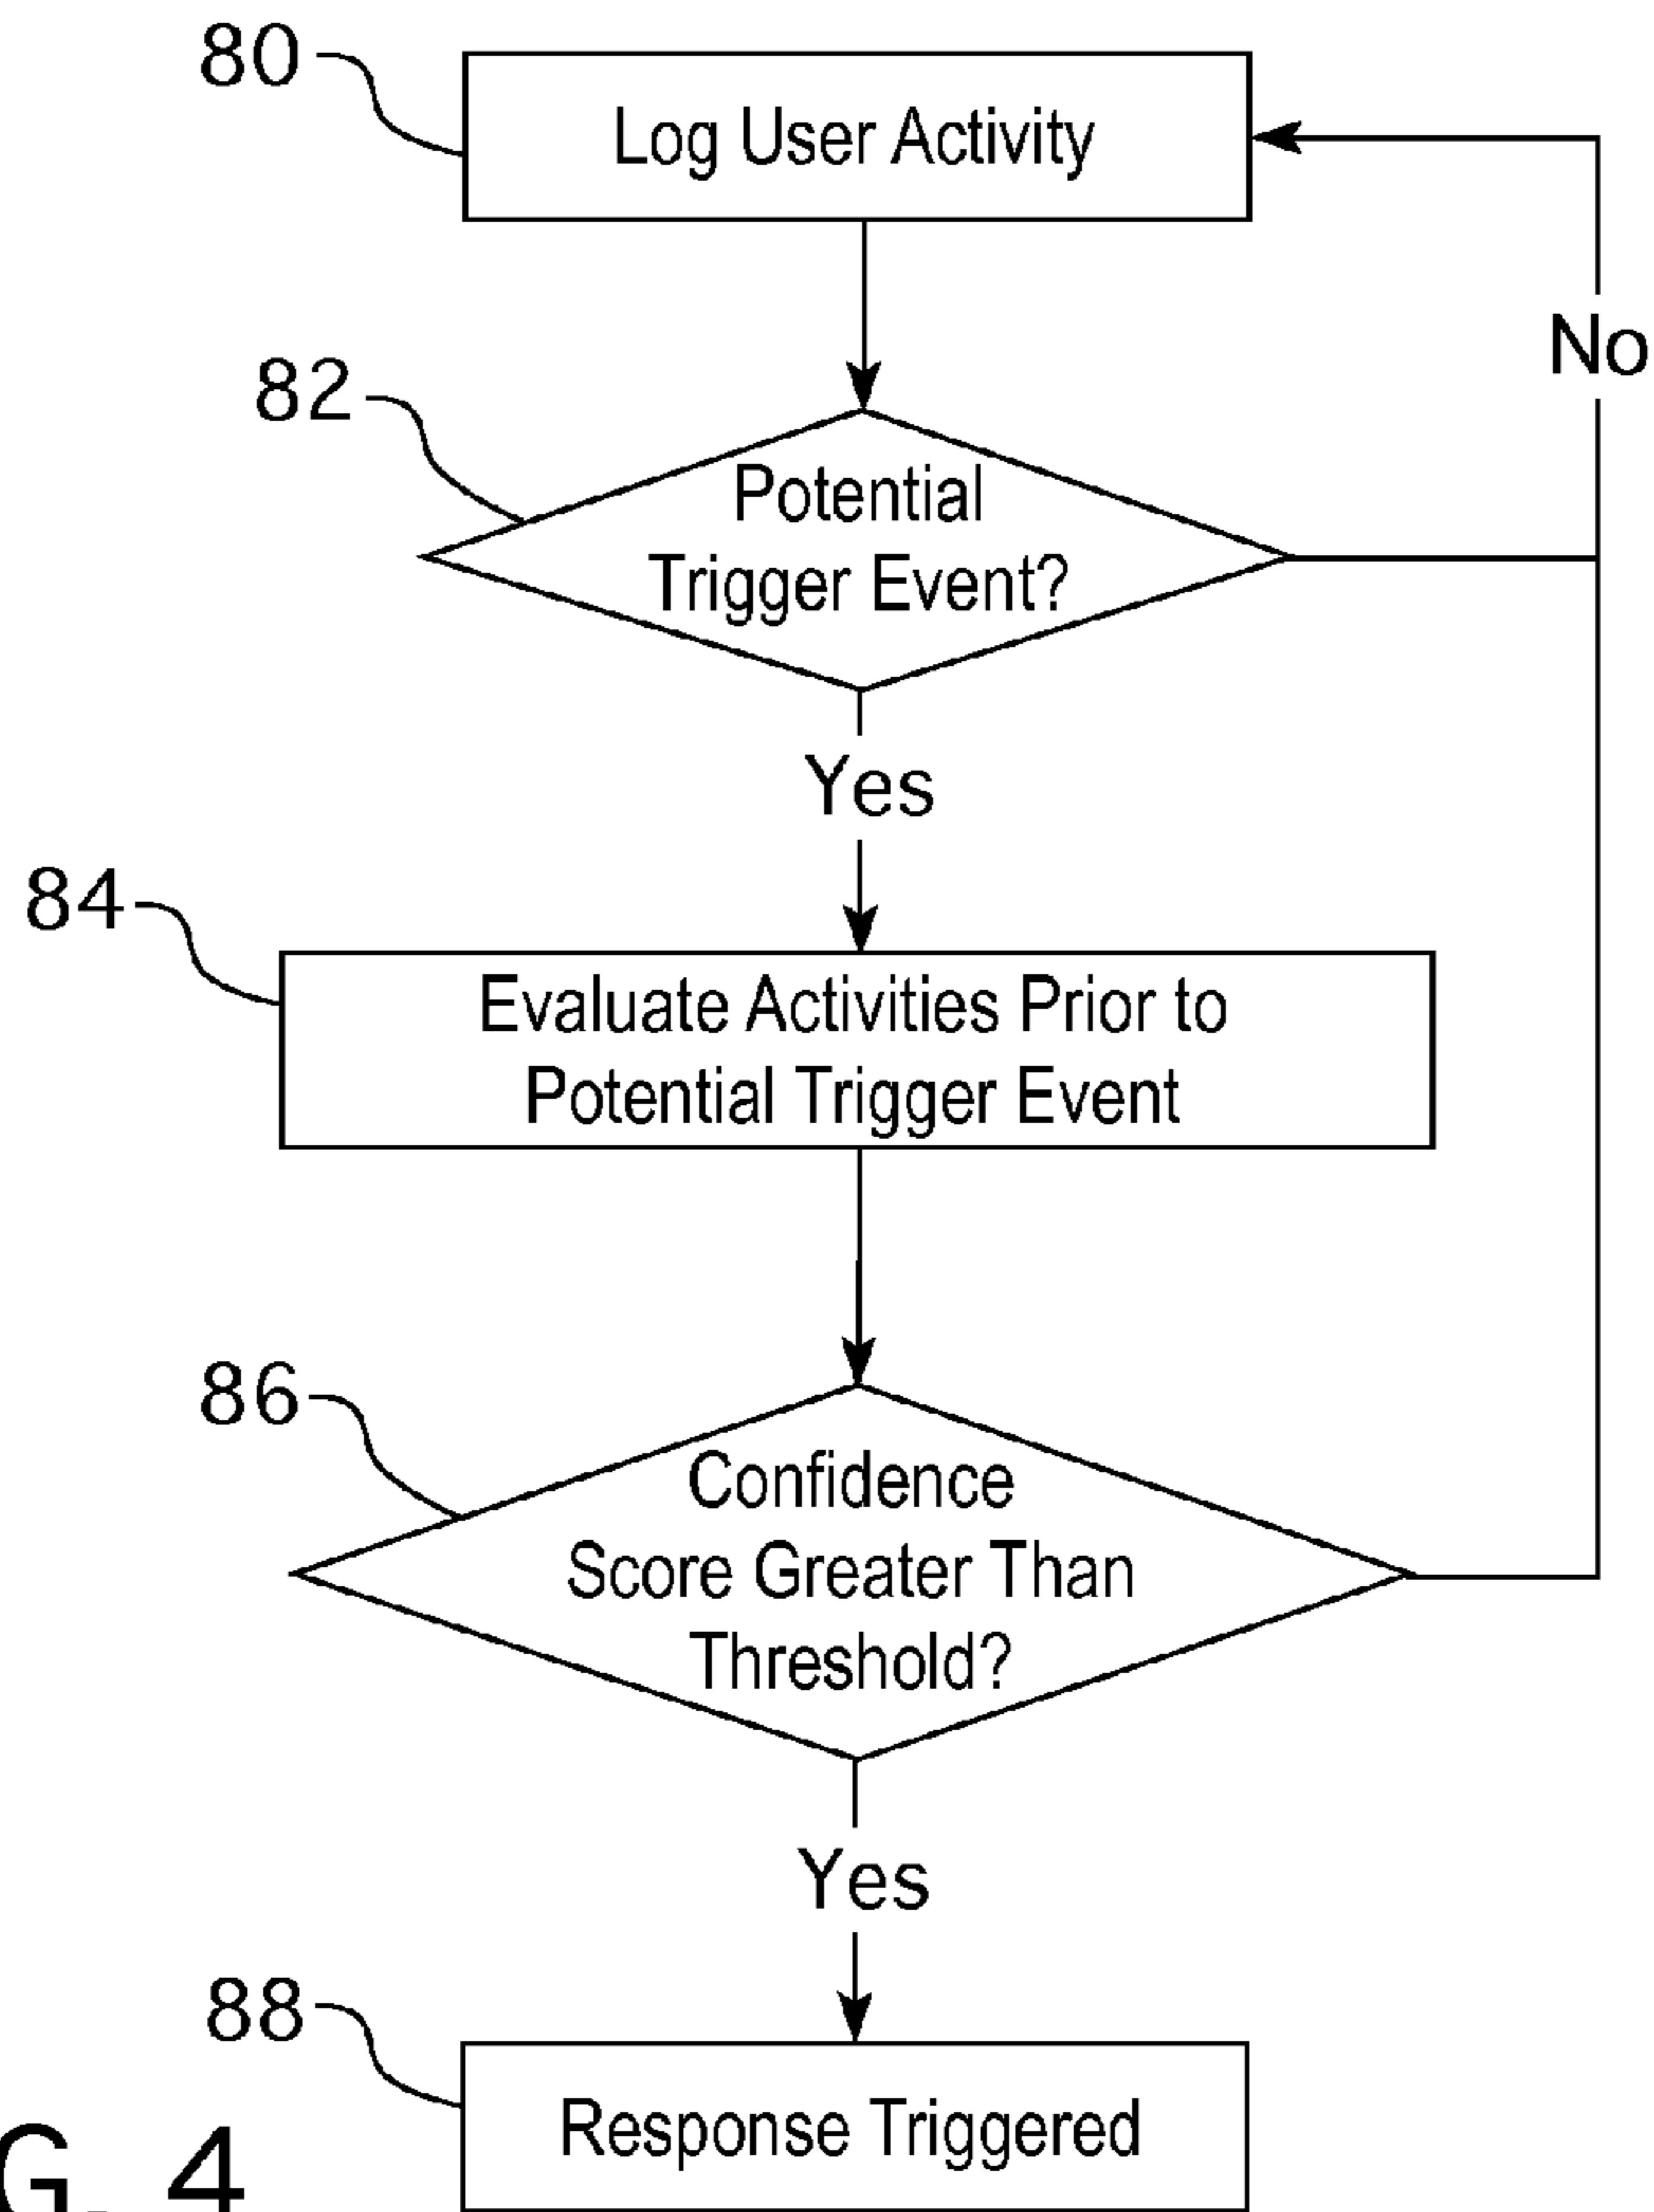 80
Log User Activity
No
82
Potential
Trigger Event?
Yes
84
Evaluate Activities Prior to
Potential Trigger Event
86
Confidence
Score Greater Than
Threshold?
Yes
88
Response Triggered
G. 4